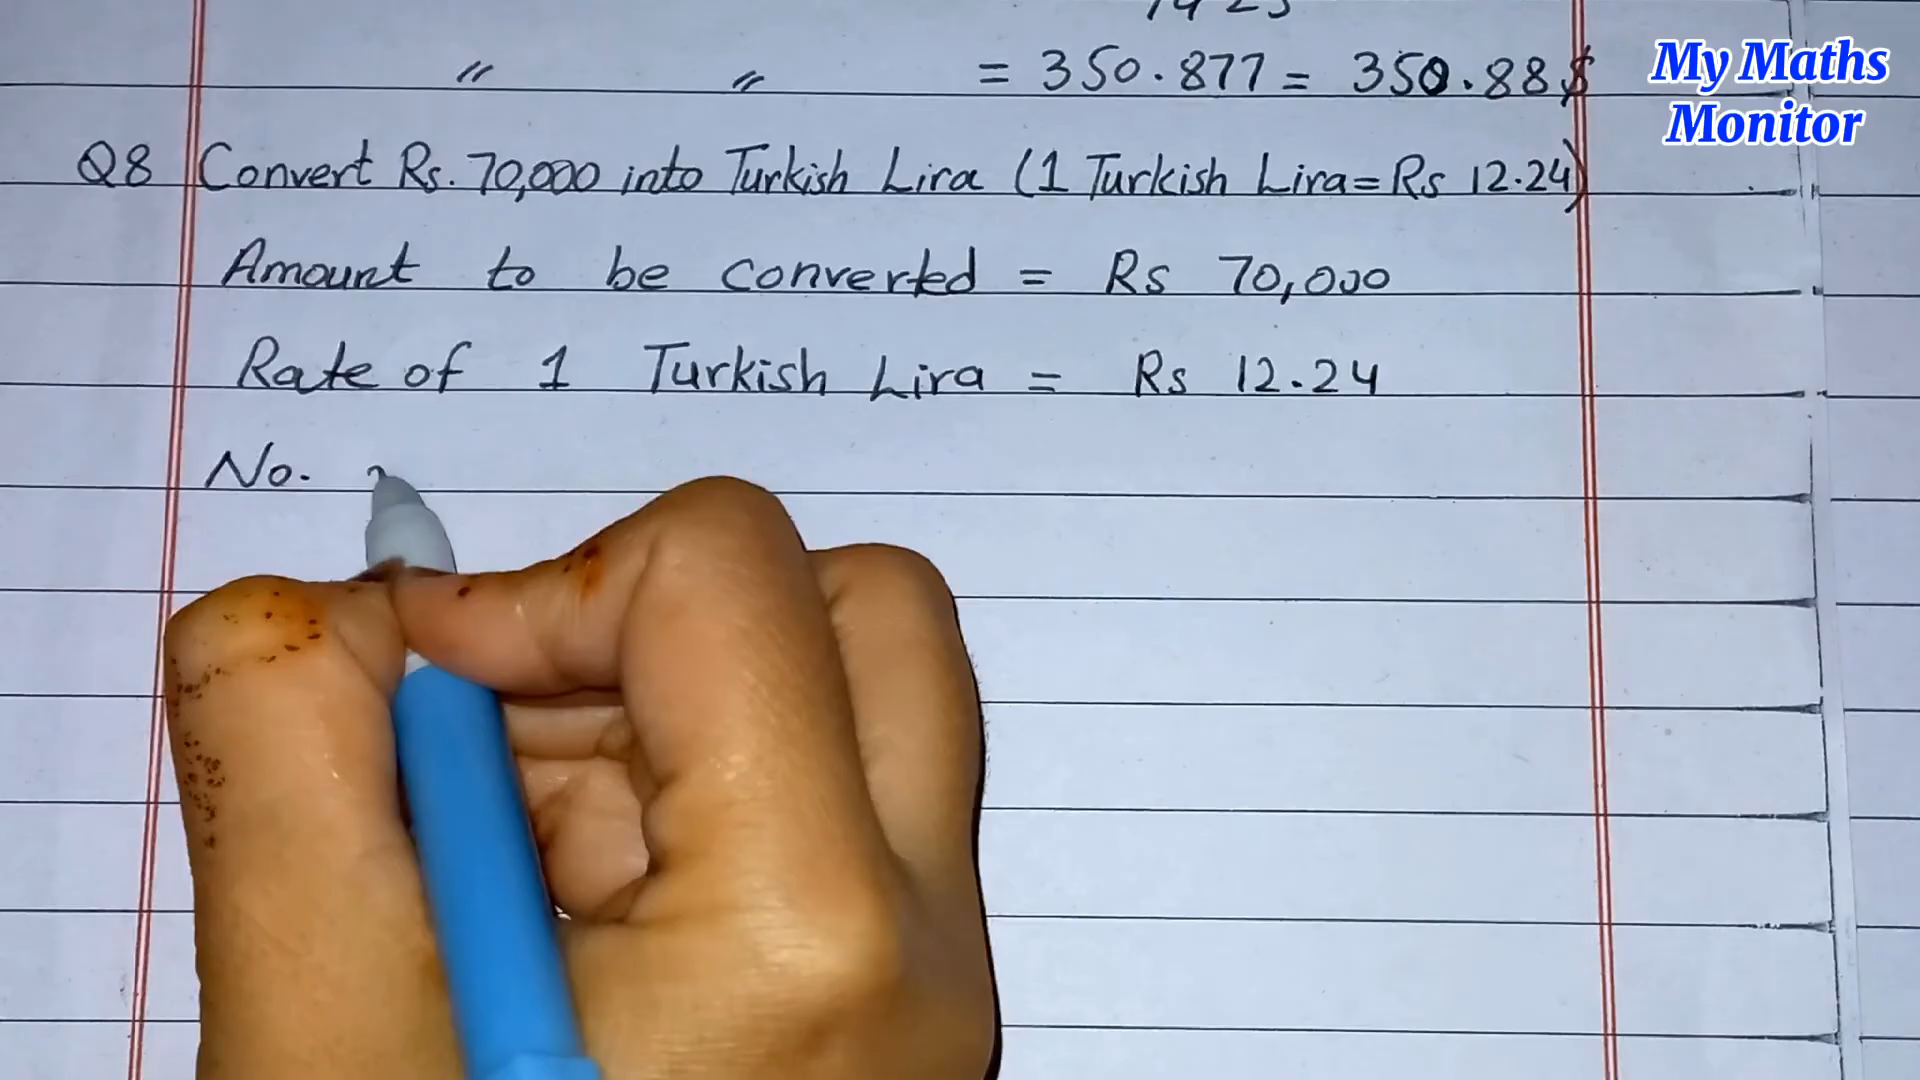 〃 〃 = 350.877 = 350.88$
My Maths
Monitor
Q8 Convert Rs. 70,000 into Turkish Lira (1 Turkish Lira=Rs 12.24)
Amount to be converted = Rs 70,000
Rate of 1 Turkish Lira = Rs 12.24
No.